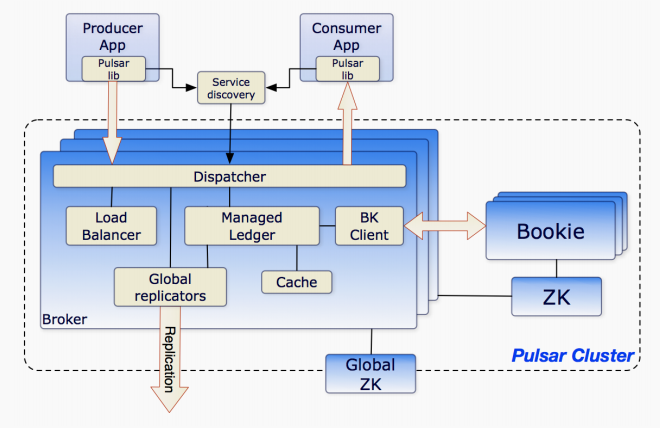 Producer
App
Pulsar
lib
Consumer
App
Pulsar
lib
Service
discovery
Dispatcher
Load
Balancer
Managed
Ledger
BK
Client
Bookie
Global
replicators
Cache
ZK
Broker
Replication
Pulsar Cluster
Global
ZK